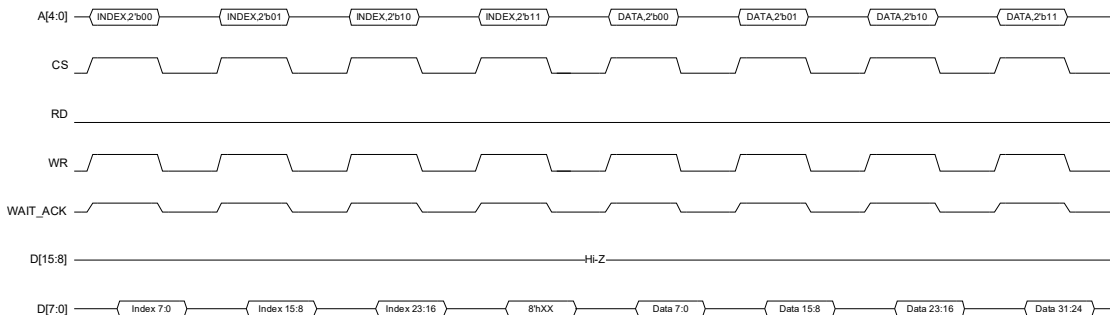 A[4:0] INDEX,2'b00 INDEX,2'b01 INDEX,2'b10 INDEX,2'b11 DATA,2'b00 DATA,2'b01 DATA,2'b10 DATA,2'b11
CS
RD
WR
WAIT_ACK
D[15:8] Hi-Z
D[7:0] Index 7:0 Index 15:8 Index 23:16 8'hXX Data 7:0 Data 15:8 Data 23:16 Data 31:24